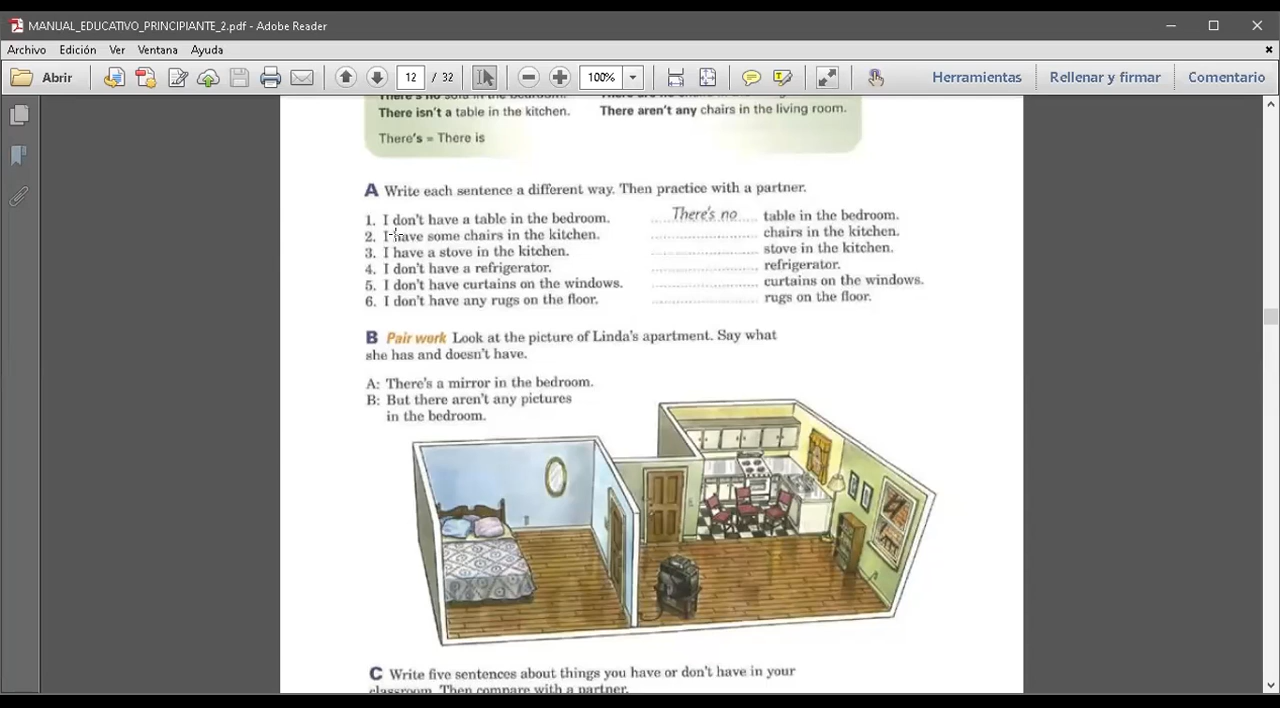 MANUAL_EDUCATIVO_PRINCIPIANTE_2.pdf - Adobe Reader
Archivo Edición Ver Ventana Ayuda
Abrir 12 / 32 100% Herramientas Rellenar y firmar Comentario
There isn't a table in the kitchen. There aren't any chairs in the living room.
There's = There is
A Write each sentence a different way. Then practice with a partner.
1. I don't have a table in the bedroom. There's no table in the bedroom.
2. I have some chairs in the kitchen. chairs in the kitchen.
3. I have a stove in the kitchen. stove in the kitchen.
4. I don't have a refrigerator. refrigerator.
5. I don't have curtains on the windows. curtains on the windows.
6. I don't have any rugs on the floor. rugs on the floor.
B Pair work Look at the picture of Linda's apartment. Say what
she has and doesn't have.
A: There's a mirror in the bedroom.
B: But there aren't any pictures
in the bedroom.
C Write five sentences about things you have or don't have in your
classroom. Then compare with a partner.